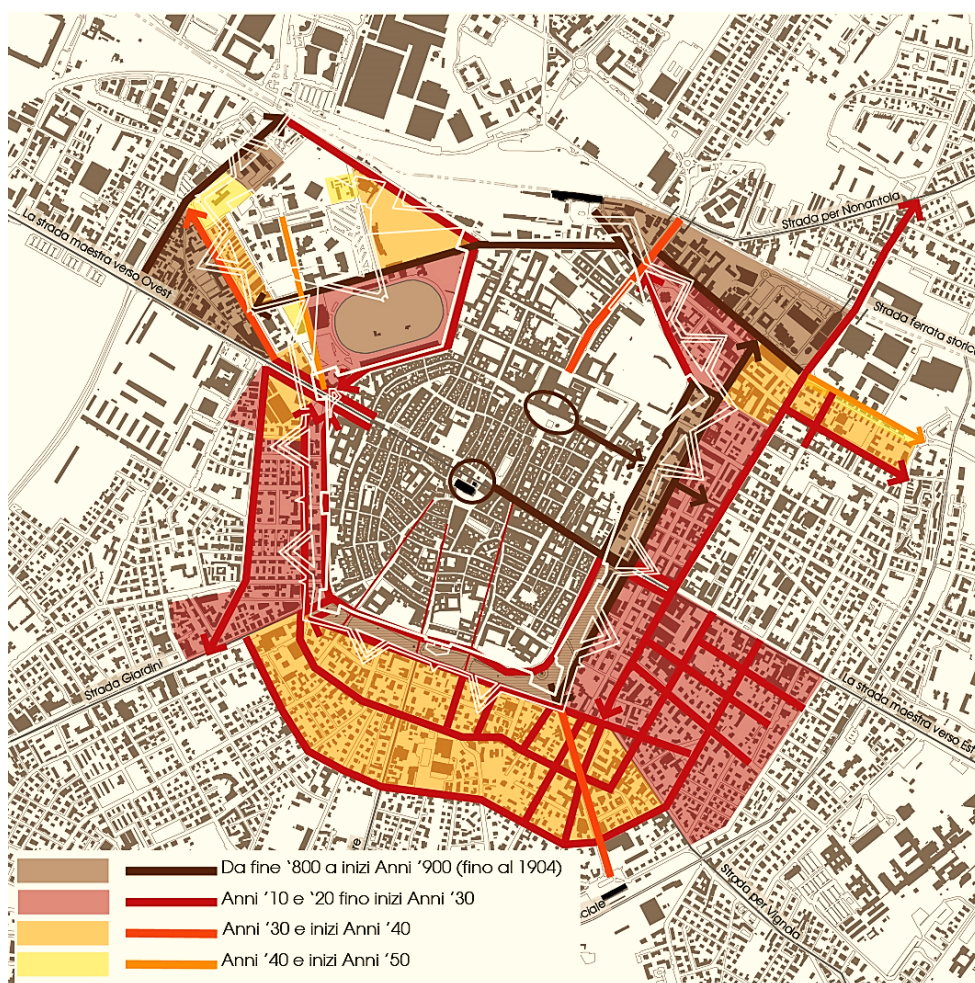 Strada per Nonantola
La strada maestra verso Ovest
Strada ferrata storica
Strada Giardini
La strada maestra verso
Strada per Vignola
Da fine '800 a inizi Anni '900 (fino al 1904)
Anni '10 e '20 fino inizi Anni '30
Anni '30 e inizi Anni '40
Anni '40 e inizi Anni '50